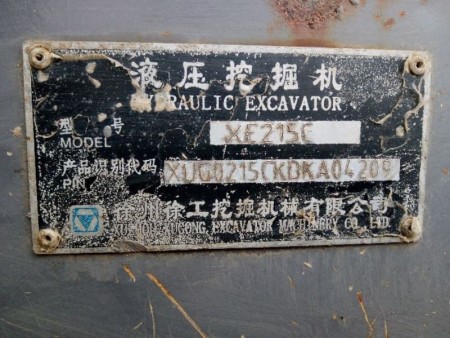 液压挖掘机
HYDRAULIC EXCAVATOR
型 号 XE215C
MODEL
产品识别代码 XUG0215CKDKA04209
PIN
徐州徐工挖掘机械有限公司
XUZHOU XUGONG EXCAVATOR MACHINERY CO., LTD.